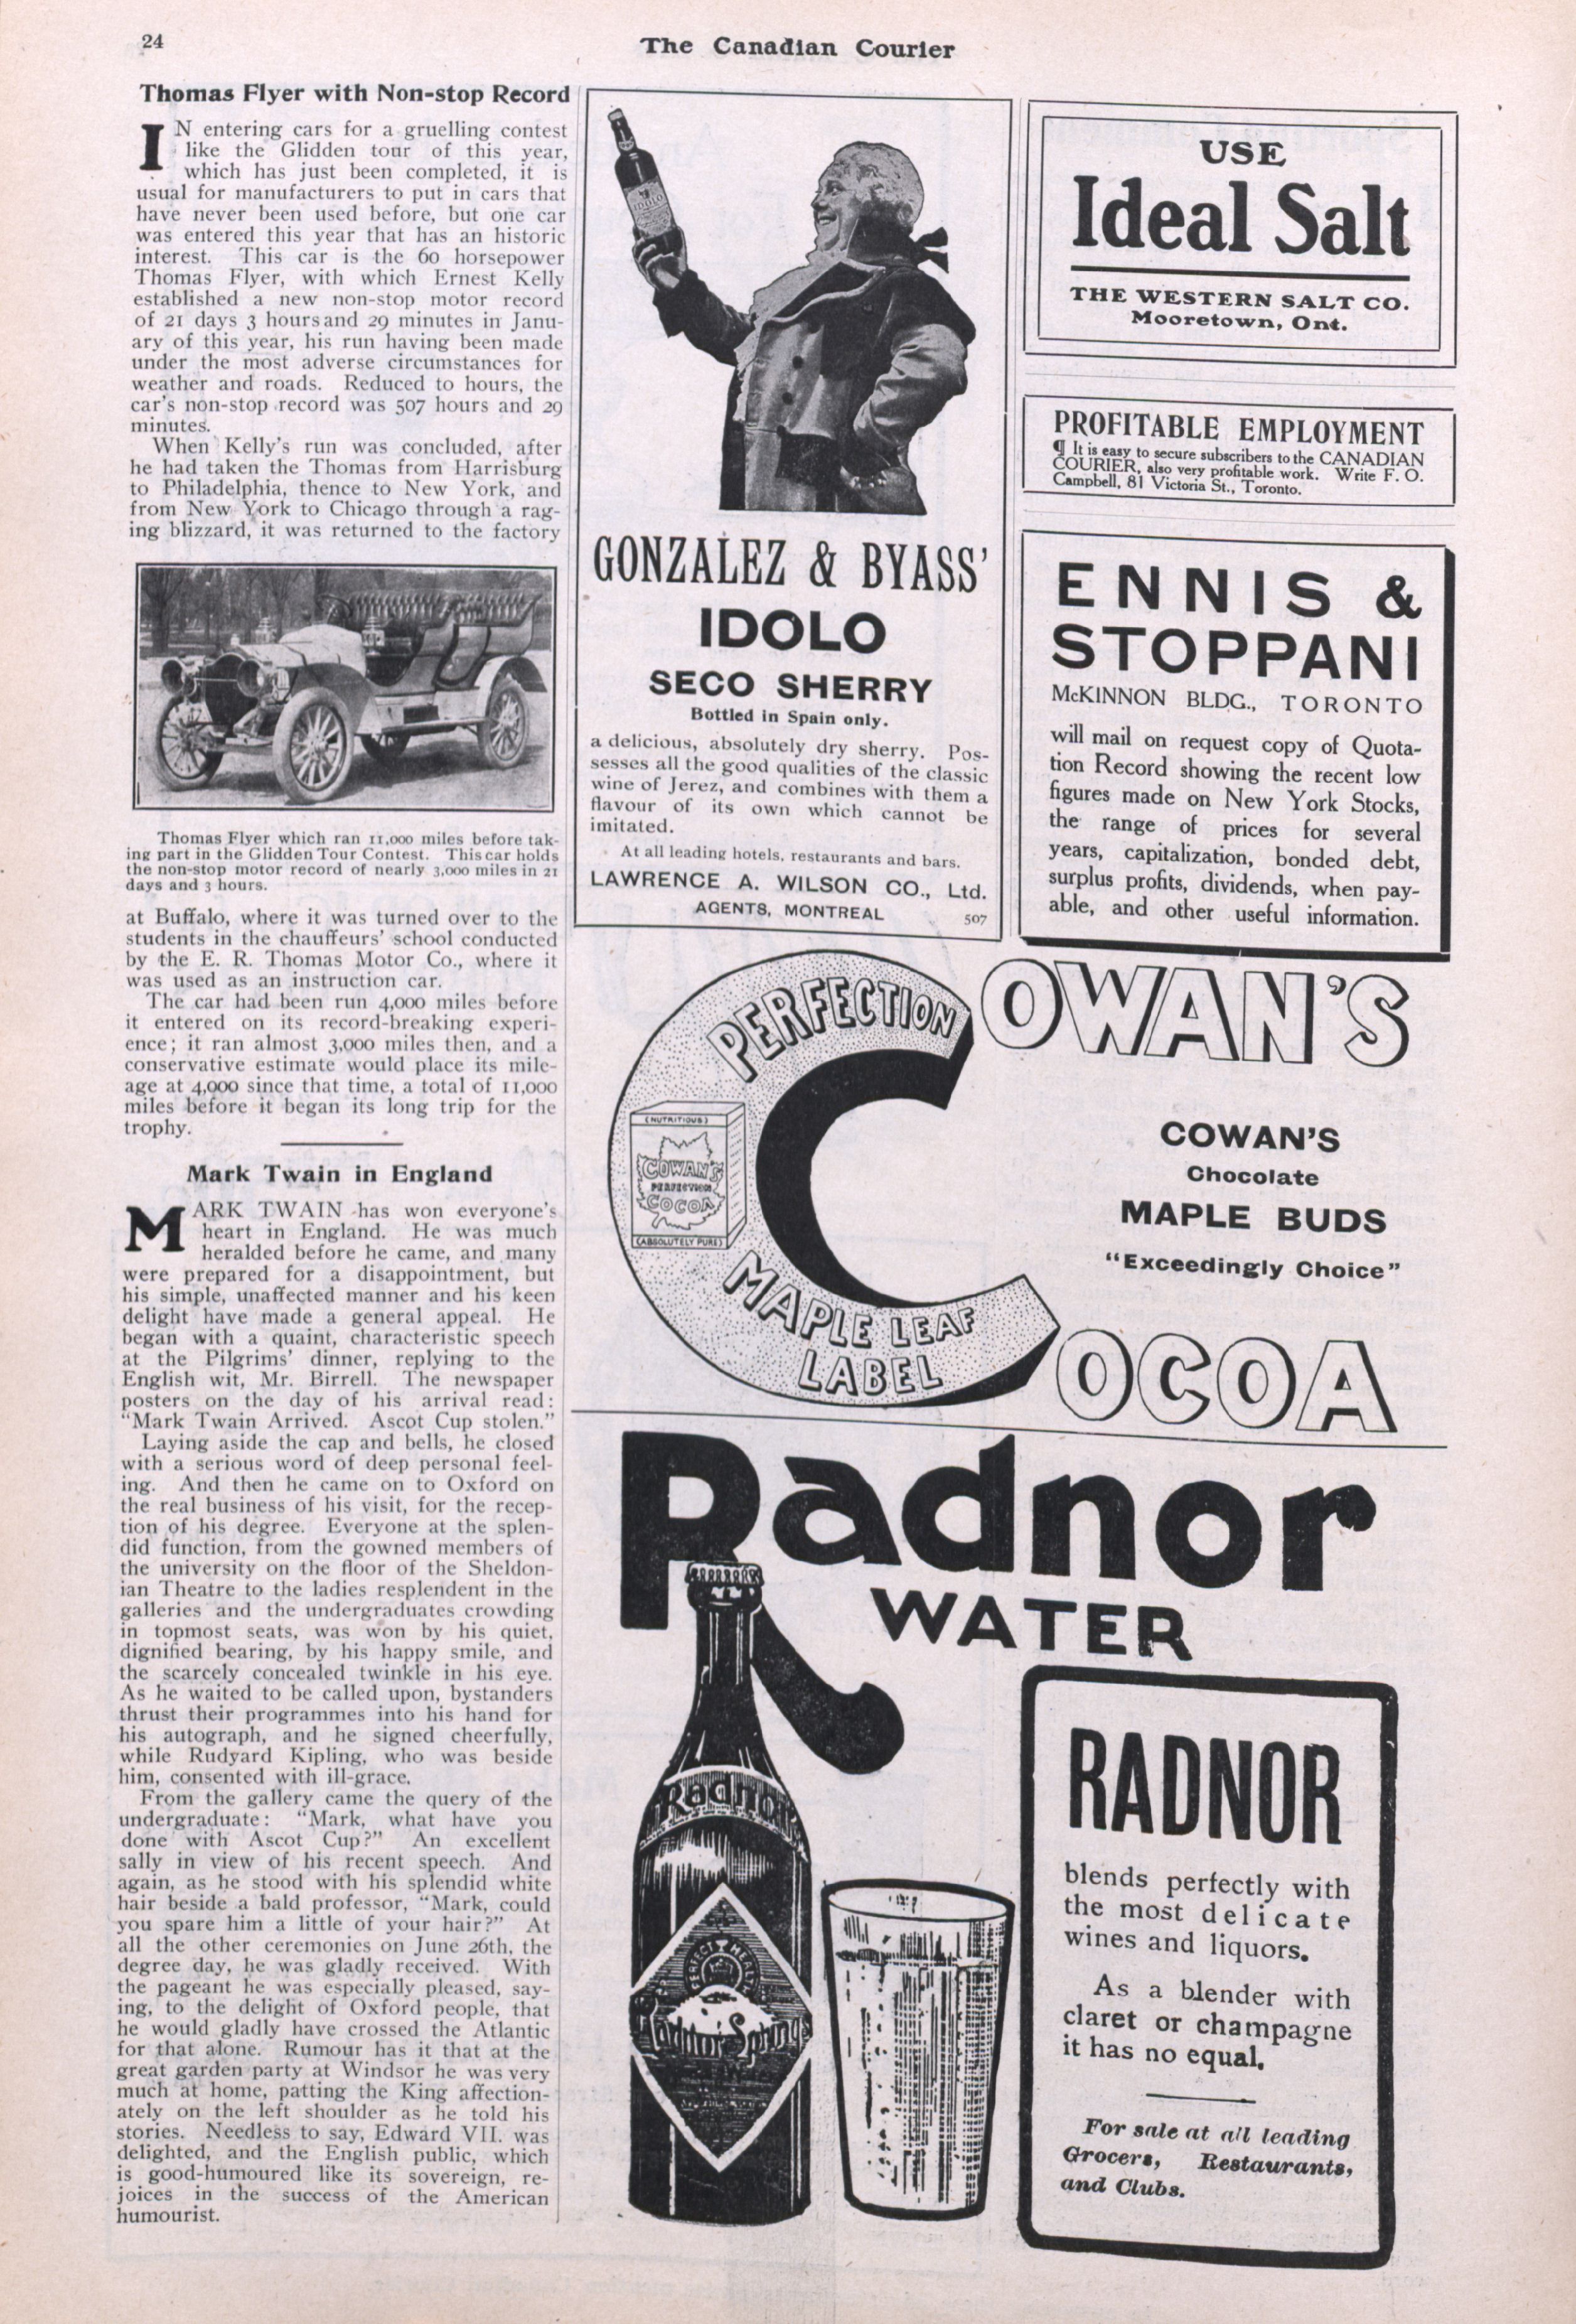 24
The Canadian Courier
Thomas Flyer with Non-stop Record
IN entering cars for a gruelling contest
like the Glidden tour of this year,
which has just been completed, it is
usual for manufacturers to put in cars that
have never been used before, but one car
was entered this year that has an historic
interest. This car is the 60 horsepower
Thomas Flyer, with which Ernest Kelly
established a new non-stop motor record
of 21 days 3 hours and 29 minutes in Janu-
ary of this year, his run having been made
under the most adverse circumstances for
weather and roads. Reduced to hours, the
car's non-stop record was 507 hours and 29
minutes.
When Kelly's run was concluded, after
he had taken the Thomas from Harrisburg
to Philadelphia, thence to New York, and
from New York to Chicago through a rag-
ing blizzard, it was returned to the factory
Thomas Flyer which ran 11,000 miles before tak-
ing part in the Glidden Tour Contest. This car holds
the non-stop motor record of nearly 3,000 miles in 21
days and 3 hours.
at Buffalo, where it was turned over to the
students in the chauffeurs' school conducted
by the E. R. Thomas Motor Co., where it
was used as an instruction car.
The car had been run 4,000 miles before
it entered on its record-breaking experi-
ence; it ran almost 3,000 miles then, and a
conservative estimate would place its mile-
age at 4,000 since that time, a total of 11,000
miles before it began its long trip for the
trophy.
Mark Twain in England
MARK TWAIN has won everyone's
heart in England. He was much
heralded before he came, and many
were prepared for a disappointment, but
his simple, unaffected manner and his keen
delight have made a general appeal. He
began with a quaint, characteristic speech
at the Pilgrims' dinner, replying to the
English wit, Mr. Birrell. The newspaper
posters on the day of his arrival read:
"Mark Twain Arrived. Ascot Cup stolen."
Laying aside the cap and bells, he closed
with a serious word of deep personal feel-
ing. And then he came on to Oxford on
the real business of his visit, for the recep-
tion of his degree. Everyone at the splen-
did function, from the gowned members of
the university on the floor of the Sheldon-
ian Theatre to the ladies resplendent in the
galleries and the undergraduates crowding
in topmost seats, was won by his quiet,
dignified bearing, by his happy smile, and
the scarcely concealed twinkle in his eye.
As he waited to be called upon, bystanders
thrust their programmes into his hand for
his autograph, and he signed cheerfully,
while Rudyard Kipling, who was beside
him, consented with ill-grace.
From the gallery came the query of the
undergraduate: "Mark, what have you
done with Ascot Cup?" An excellent
sally in view of his recent speech. And
again, as he stood with his splendid white
hair beside a bald professor, "Mark, could
you spare him a little of your hair?" At
all the other ceremonies on June 26th, the
degree day, he was gladly received. With
the pageant he was especially pleased, say-
ing, to the delight of Oxford people, that
he would gladly have crossed the Atlantic
for that alone. Rumour has it that at the
great garden party at Windsor he was very
much at home, patting the King affection-
ately on the left shoulder as he told his
stories. Needless to say, Edward VII. was
delighted, and the English public, which
is good-humoured like its sovereign, re-
joices in the success of the American
humourist.
IDOLO
GONZALEZ & BYASS'
IDOLO
SECO SHERRY
Bottled in Spain only.
a delicious, absolutely dry sherry. Pos-
sesses all the good qualities of the classic
wine of Jerez, and combines with them a
flavour of its own which cannot be
imitated.
At all leading hotels, restaurants and bars.
LAWRENCE A. WILSON CO., Ltd.
AGENTS, MONTREAL
507
USE
Ideal Salt
THE WESTERN SALT CO.
Mooretown, Ont.
PROFITABLE EMPLOYMENT
¶ It is easy to secure subscribers to the CANADIAN
COURIER, also very profitable work. Write F. O.
Campbell, 81 Victoria St., Toronto.
ENNIS &
STOPPANI
McKINNON BLDG., TORONTO
will mail on request copy of Quota-
tion Record showing the recent low
figures made on New York Stocks,
the range of prices for several
years, capitalization, bonded debt,
surplus profits, dividends, when pay-
able, and other useful information.
COWAN'S
PERFECTION
(NUTRITIOUS)
COWAN'S
PERFECTION
COCOA
(ABSOLUTELY PURE)
MAPLE LEAF
LABEL
COWAN'S
Chocolate
MAPLE BUDS
"Exceedingly Choice"
COCOA
Radnor
WATER
Radnor
PERFECT HEALTH
Radnor Springs
RADNOR
blends perfectly with
the most delicate
wines and liquors.
As a blender with
claret or champagne
it has no equal.
For sale at all leading
Grocers, Restaurants,
and Clubs.